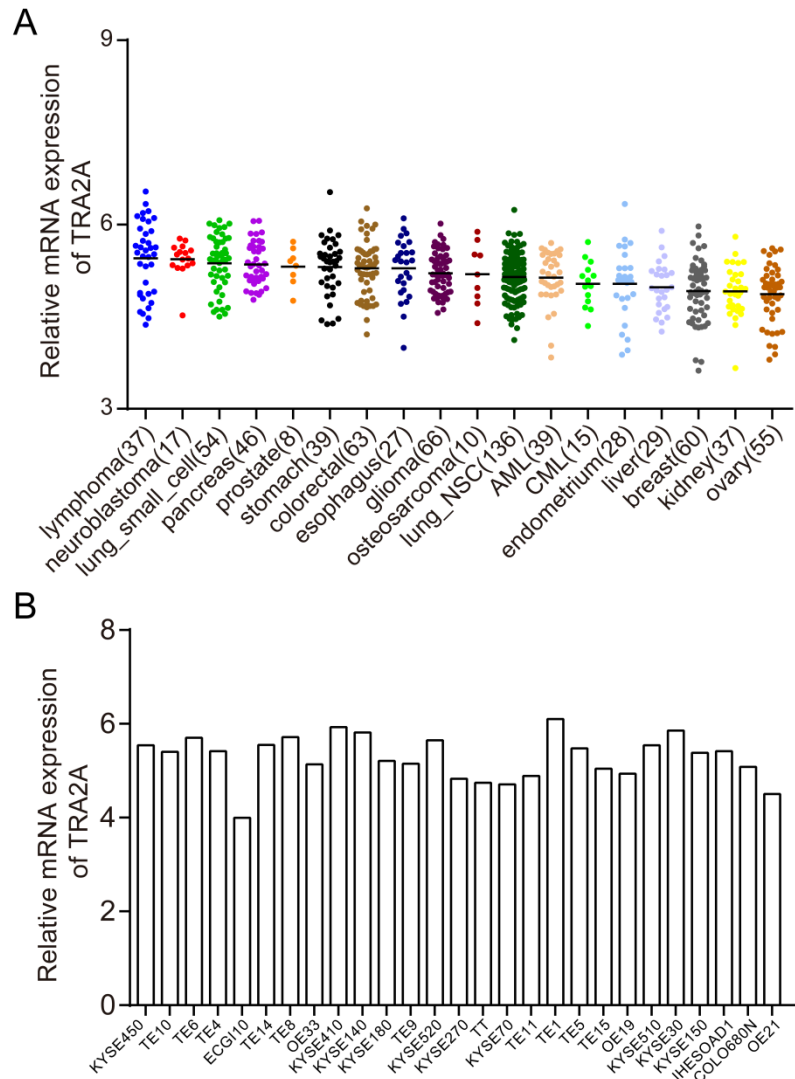 A
Relative mRNA expression
of TRA2A
9
6
3
lymphoma(37)
neuroblastoma(17)
lung_small_cell(54)
pancreas(46)
prostate(8)
stomach(39)
colorectal(63)
esophagus(27)
glioma(66)
osteosarcoma(10)
lung_NSC(136)
AML(39)
CML(15)
endometrium(28)
liver(29)
breast(60)
kidney(37)
ovary(55)
B
Relative mRNA expression
of TRA2A
8
6
4
2
0
KYSE450
TE10
TE6
TE4
ECGI10
TE14
TE8
OE33
KYSE410
KYSE140
KYSE180
TE9
KYSE520
KYSE270
TT
KYSE70
TE11
TE1
TE5
TE15
OE19
KYSE510
KYSE30
KYSE150
JHESOAD1
COLO680N
OE21